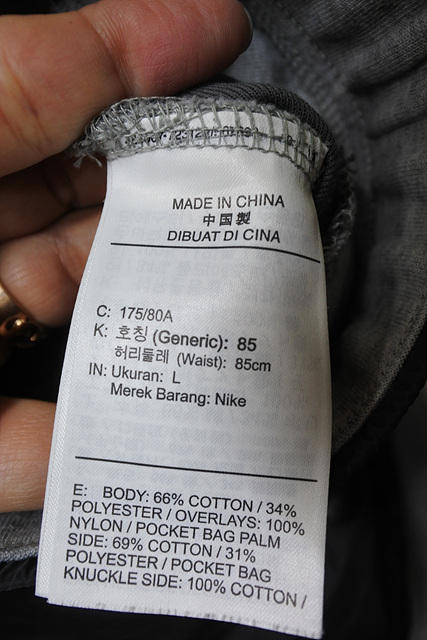 MADE IN CHINA
中国製
DIBUAT DI CINA
C: 175/80A
K: 호칭 (Generic): 85
허리둘레 (Waist): 85cm
IN: Ukuran: L
Merek Barang: Nike
E: BODY: 66% COTTON / 34%
POLYESTER / OVERLAYS: 100%
NYLON / POCKET BAG PALM
SIDE: 69% COTTON / 31%
POLYESTER / POCKET BAG
KNUCKLE SIDE: 100% COTTON /